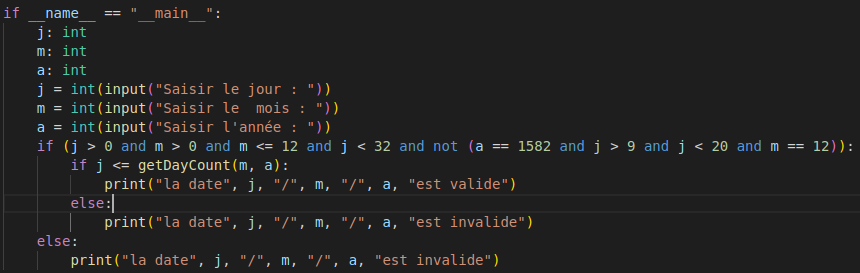 if __name__ == "__main__":
    j: int
    m: int
    a: int
    j = int(input("Saisir le jour : "))
    m = int(input("Saisir le  mois : "))
    a = int(input("Saisir l'année : "))
    if (j > 0 and m > 0 and m <= 12 and j < 32 and not (a == 1582 and j > 9 and j < 20 and m == 12)):
        if j <= getDayCount(m, a):
            print("la date", j, "/", m, "/", a, "est valide")
        else:
            print("la date", j, "/", m, "/", a, "est invalide")
    else:
        print("la date", j, "/", m, "/", a, "est invalide")